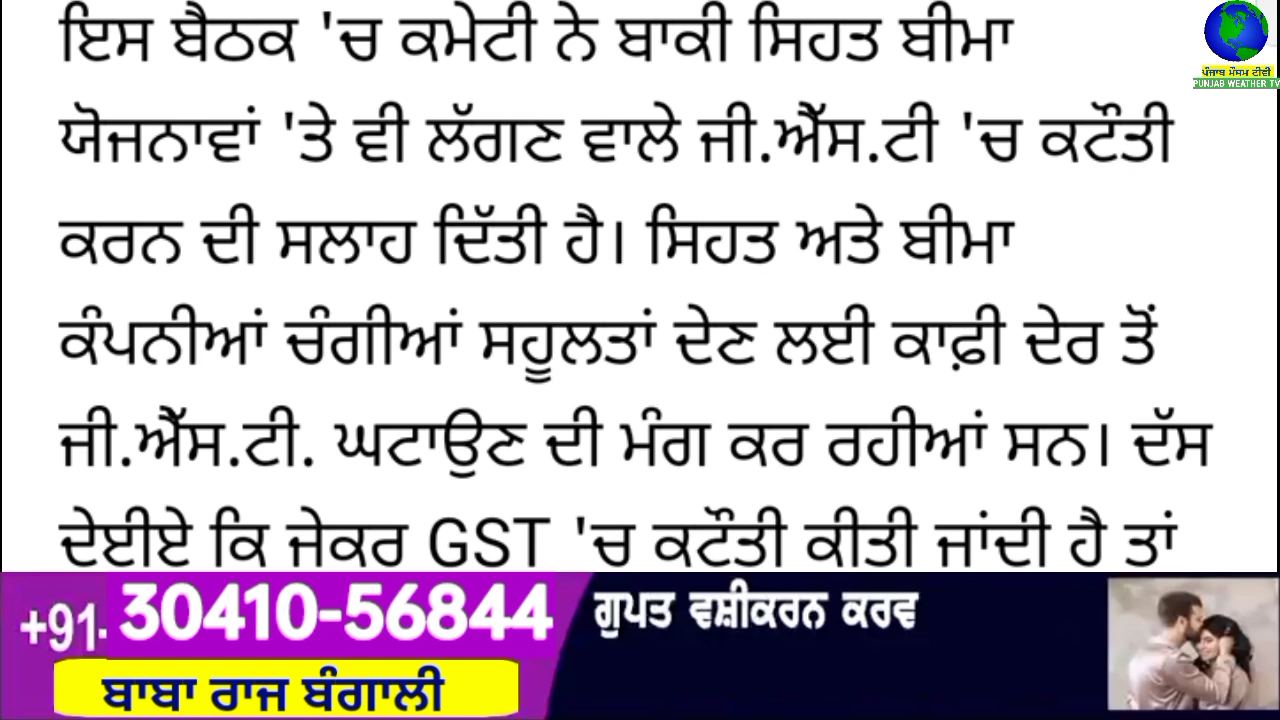 ਇਸ ਬੈਠਕ 'ਚ ਕਮੇਟੀ ਨੇ ਬਾਕੀ ਸਿਹਤ ਬੀਮਾ
ਯੋਜਨਾਵਾਂ 'ਤੇ ਵੀ ਲੱਗਣ ਵਾਲੇ ਜੀ.ਐੱਸ.ਟੀ 'ਚ ਕਟੌਤੀ
ਕਰਨ ਦੀ ਸਲਾਹ ਦਿੱਤੀ ਹੈ। ਸਿਹਤ ਅਤੇ ਬੀਮਾ
ਕੰਪਨੀਆਂ ਚੰਗੀਆਂ ਸਹੂਲਤਾਂ ਦੇਣ ਲਈ ਕਾਫ਼ੀ ਦੇਰ ਤੋਂ
ਜੀ.ਐੱਸ.ਟੀ. ਘਟਾਉਣ ਦੀ ਮੰਗ ਕਰ ਰਹੀਆਂ ਸਨ। ਦੱਸ
ਦੇਈਏ ਕਿ ਜੇਕਰ GST 'ਚ ਕਟੌਤੀ ਕੀਤੀ ਜਾਂਦੀ ਹੈ ਤਾਂ
ਪੰਜਾਬ ਮੌਸਮ ਟੀਵੀ
PUNJAB WEATHER TV
+91- 30410-56844
ਗੁਪਤ ਵਸ਼ੀਕਰਨ ਕਰਵ
ਬਾਬਾ ਰਾਜ ਬੰਗਾਲੀ